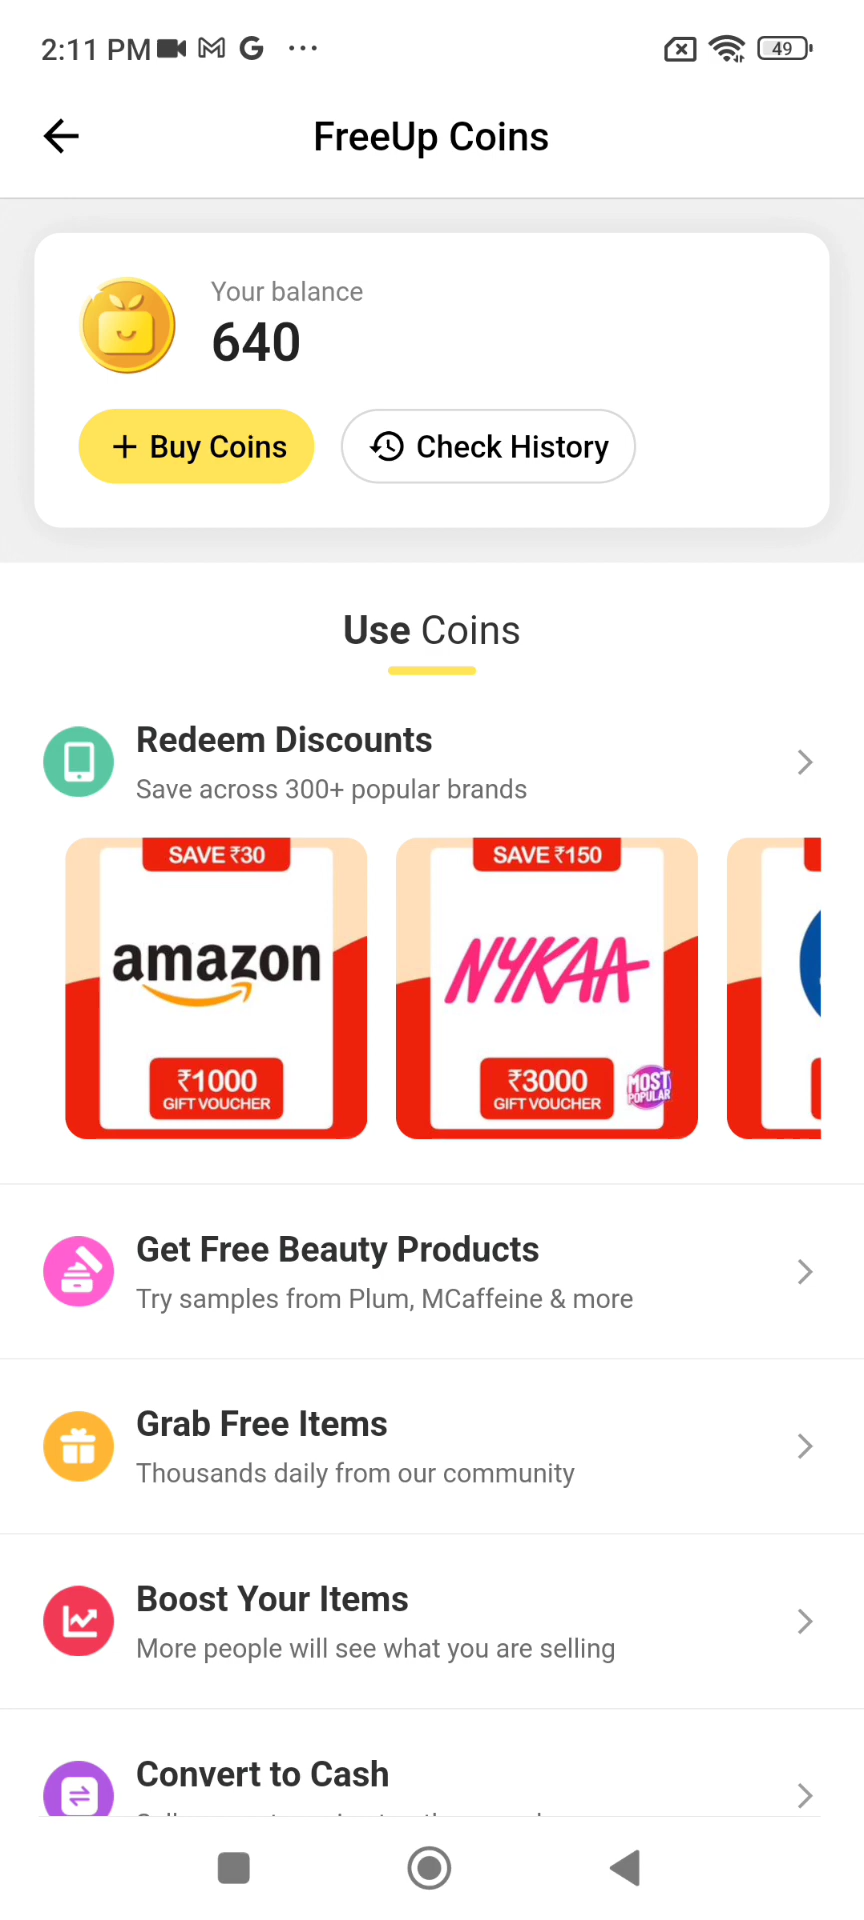 2:11 PM
49
FreeUp Coins
Your balance
640
+ Buy Coins
Check History
Use Coins
Redeem Discounts
Save across 300+ popular brands
SAVE ₹30
amazon
₹1000
GIFT VOUCHER
SAVE ₹150
NYKAA
₹3000
GIFT VOUCHER
MOST
POPULAR
Get Free Beauty Products
Try samples from Plum, MCaffeine & more
Grab Free Items
Thousands daily from our community
Boost Your Items
More people will see what you are selling
Convert to Cash